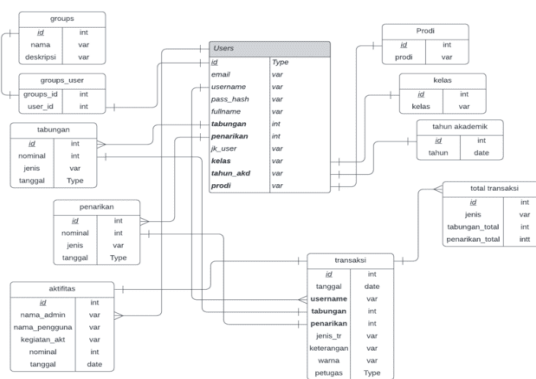 groups
id int
nama var
deskripsi var
groups_user
groups_id int
user_id int
tabungan
id int
nominal int
jenis var
tanggal Type
penarikan
id int
nominal int
jenis var
tanggal Type
aktifitas
id int
nama_admin var
nama_pengguna var
kegiatan_akt var
nominal int
tanggal date
Users
id Type
email var
username var
pass_hash var
fullname var
tabungan int
penarikan int
jk_user var
kelas var
tahun_akd var
prodi var
Prodi
id int
prodi var
kelas
id int
kelas var
tahun akademik
id int
tahun date
total transaksi
id int
jenis var
tabungan_total int
penarikan_total intt
transaksi
id int
tanggal date
username var
tabungan int
penarikan int
jenis_tr var
keterangan var
warna var
petugas Type